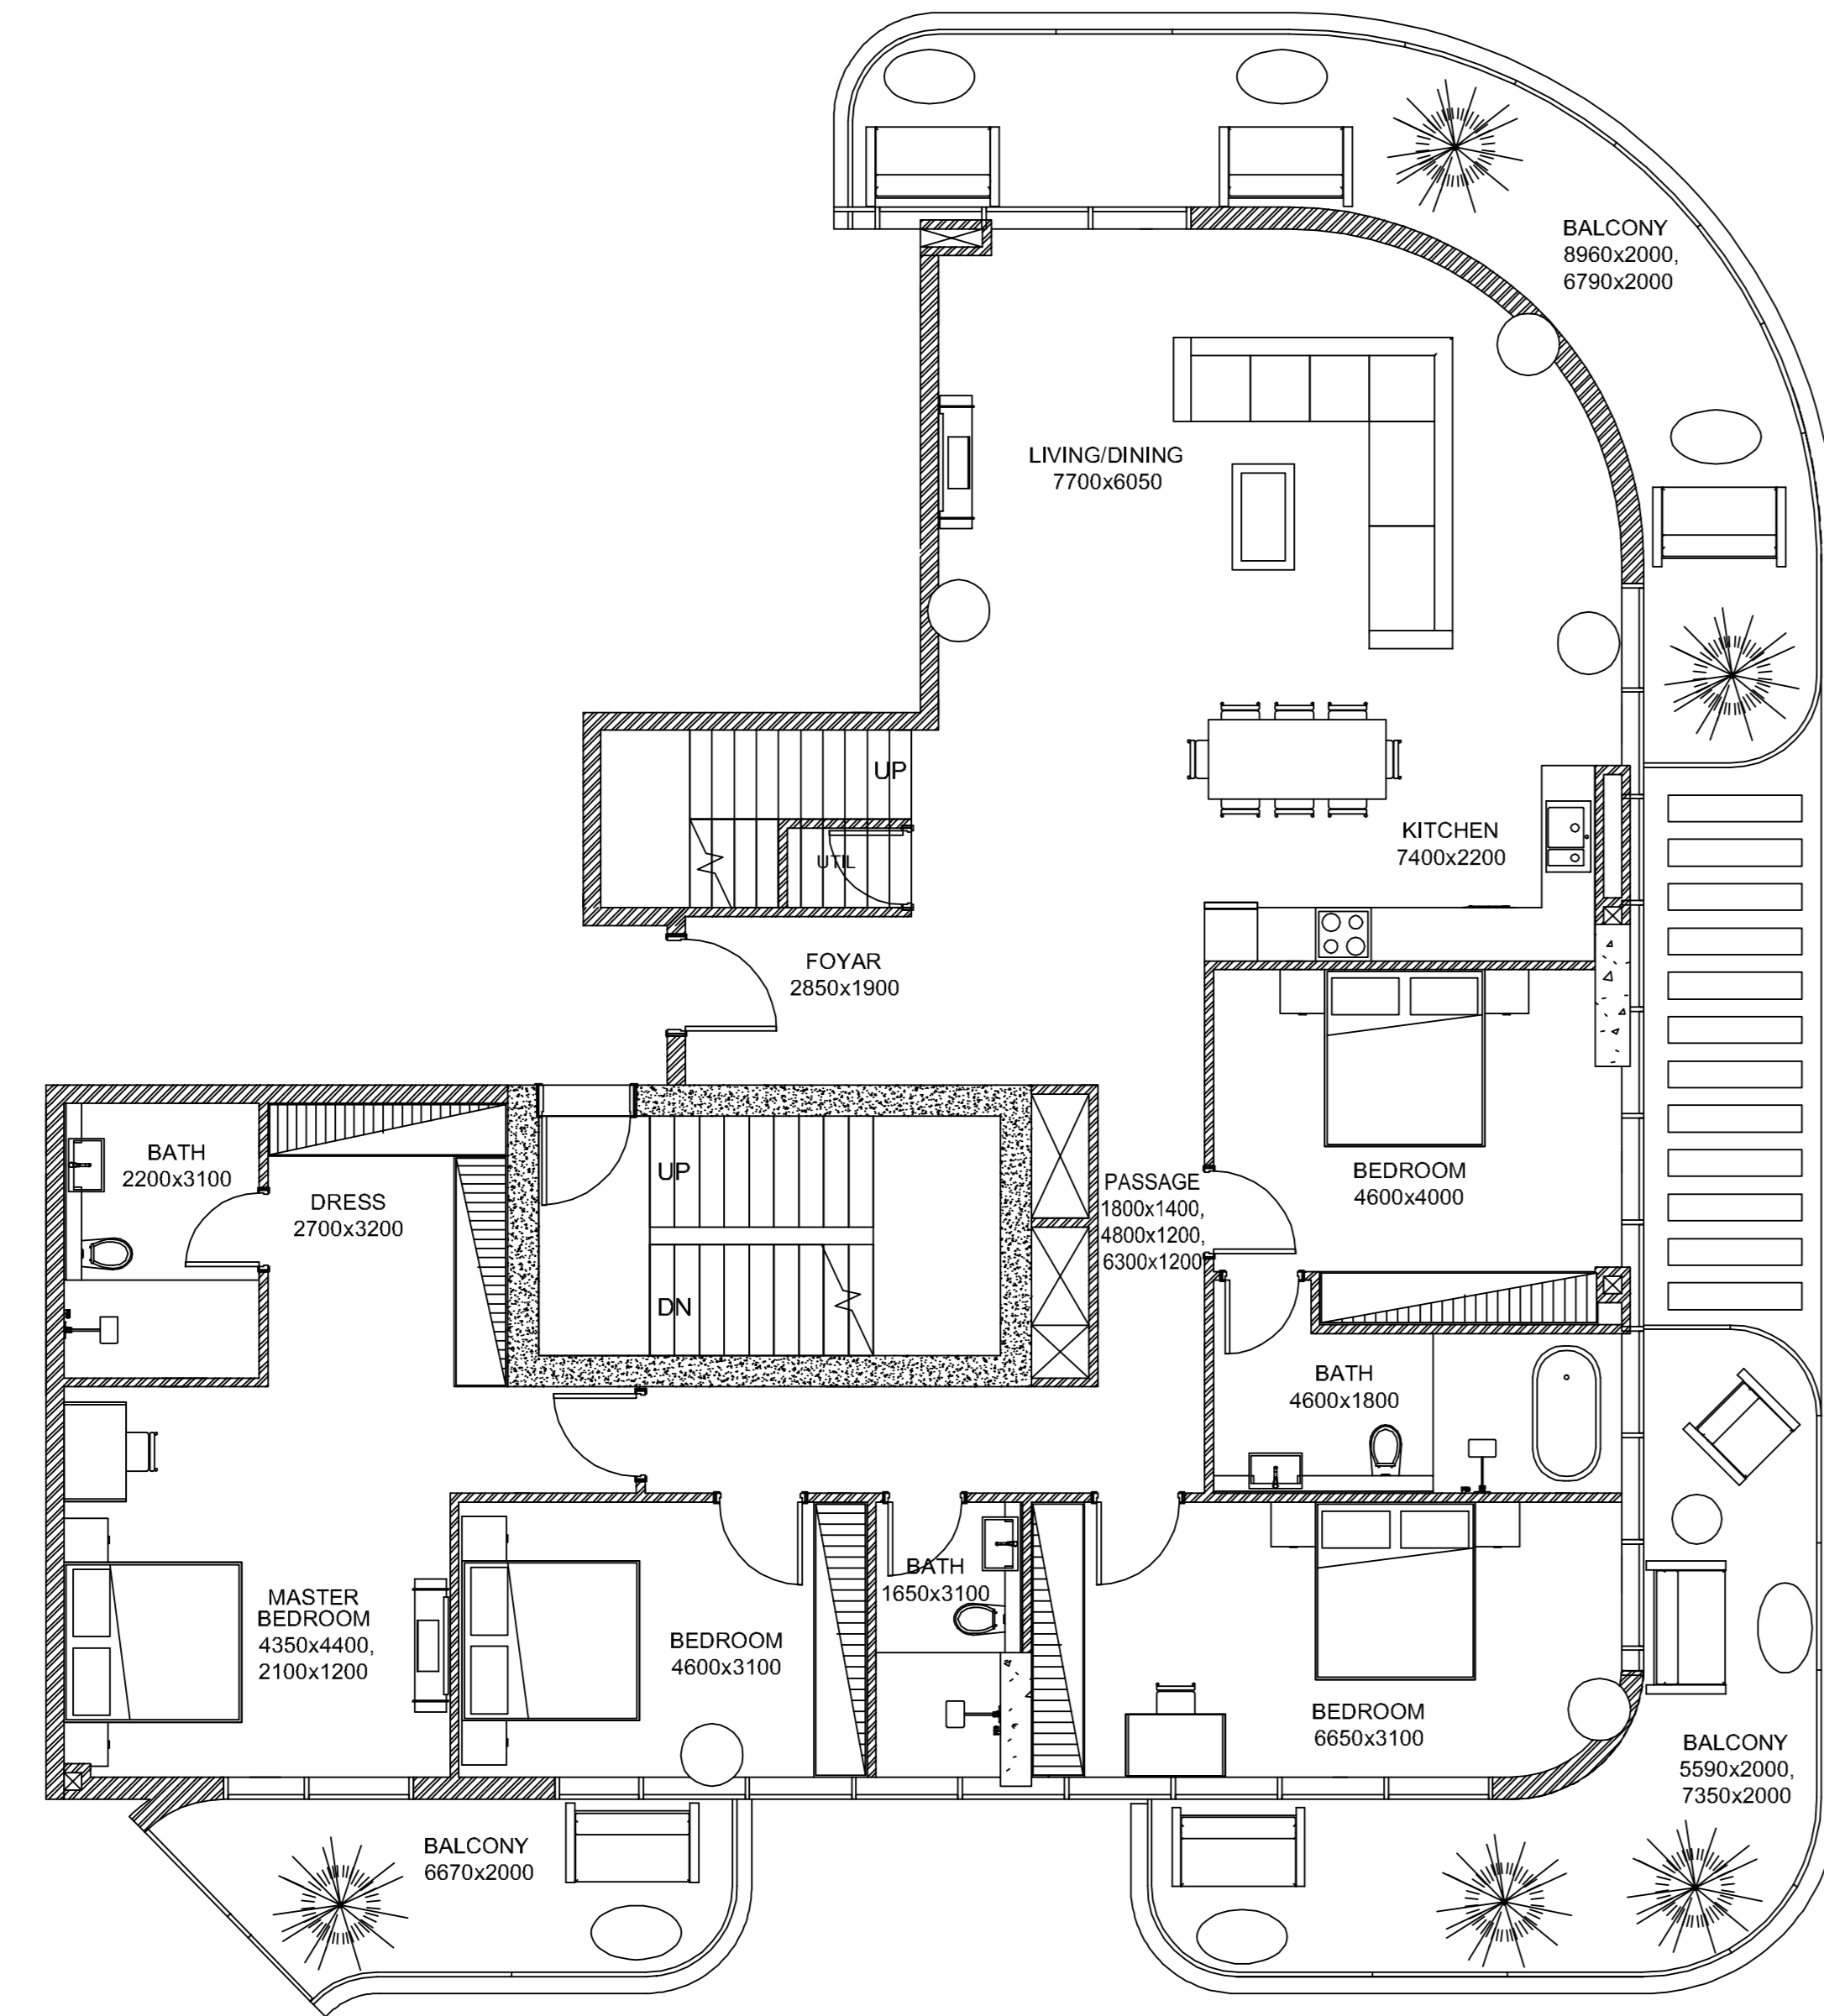 BALCONY
8960x2000,
6790x2000
LIVING/DINING
7700x6050
UP
KITCHEN
7400x2200
UTIL
FOYAR
2850x1900
BATH
2200x3100
DRESS
2700x3200
UP
DN
PASSAGE
1800x1400,
4800x1200,
6300x1200
BEDROOM
4600x4000
BATH
4600x1800
MASTER
BEDROOM
4350x4400,
2100x1200
BEDROOM
4600x3100
BATH
1650x3100
BEDROOM
6650x3100
BALCONY
5590x2000,
7350x2000
BALCONY
6670x2000